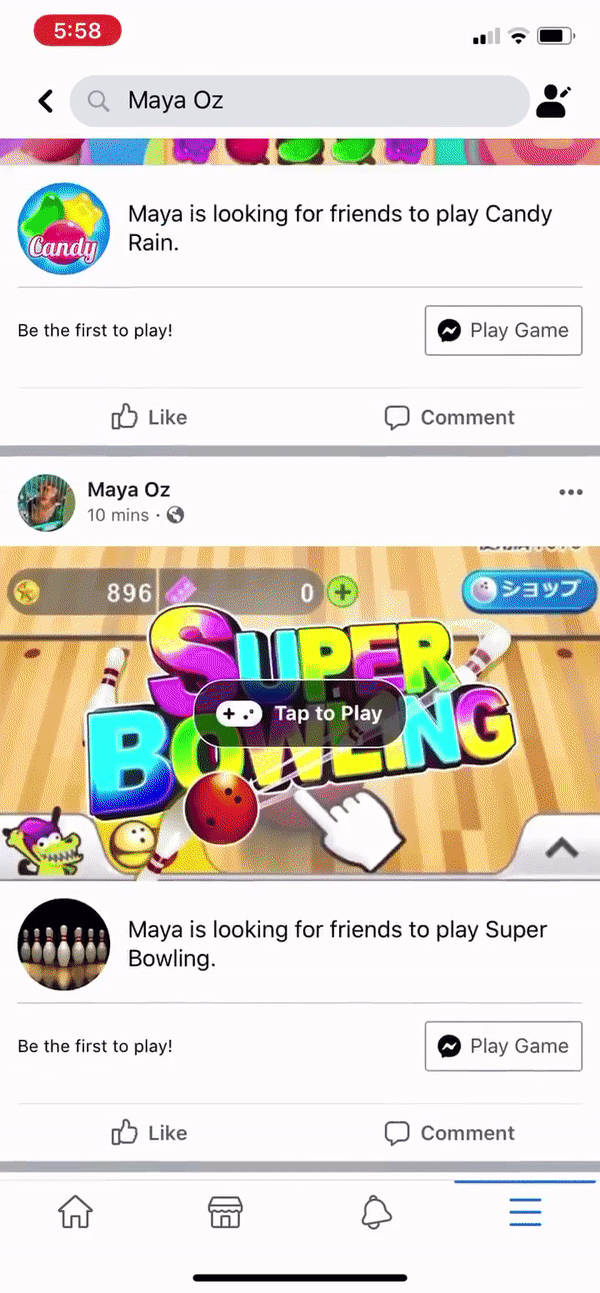 5:58
Maya Oz
Candy
Maya is looking for friends to play Candy
Rain.
Be the first to play!
Play Game
Like
Comment
Maya Oz
10 mins ·
896
0
ショップ
SUPER
BOWLING
Tap to Play
Maya is looking for friends to play Super
Bowling.
Be the first to play!
Play Game
Like
Comment